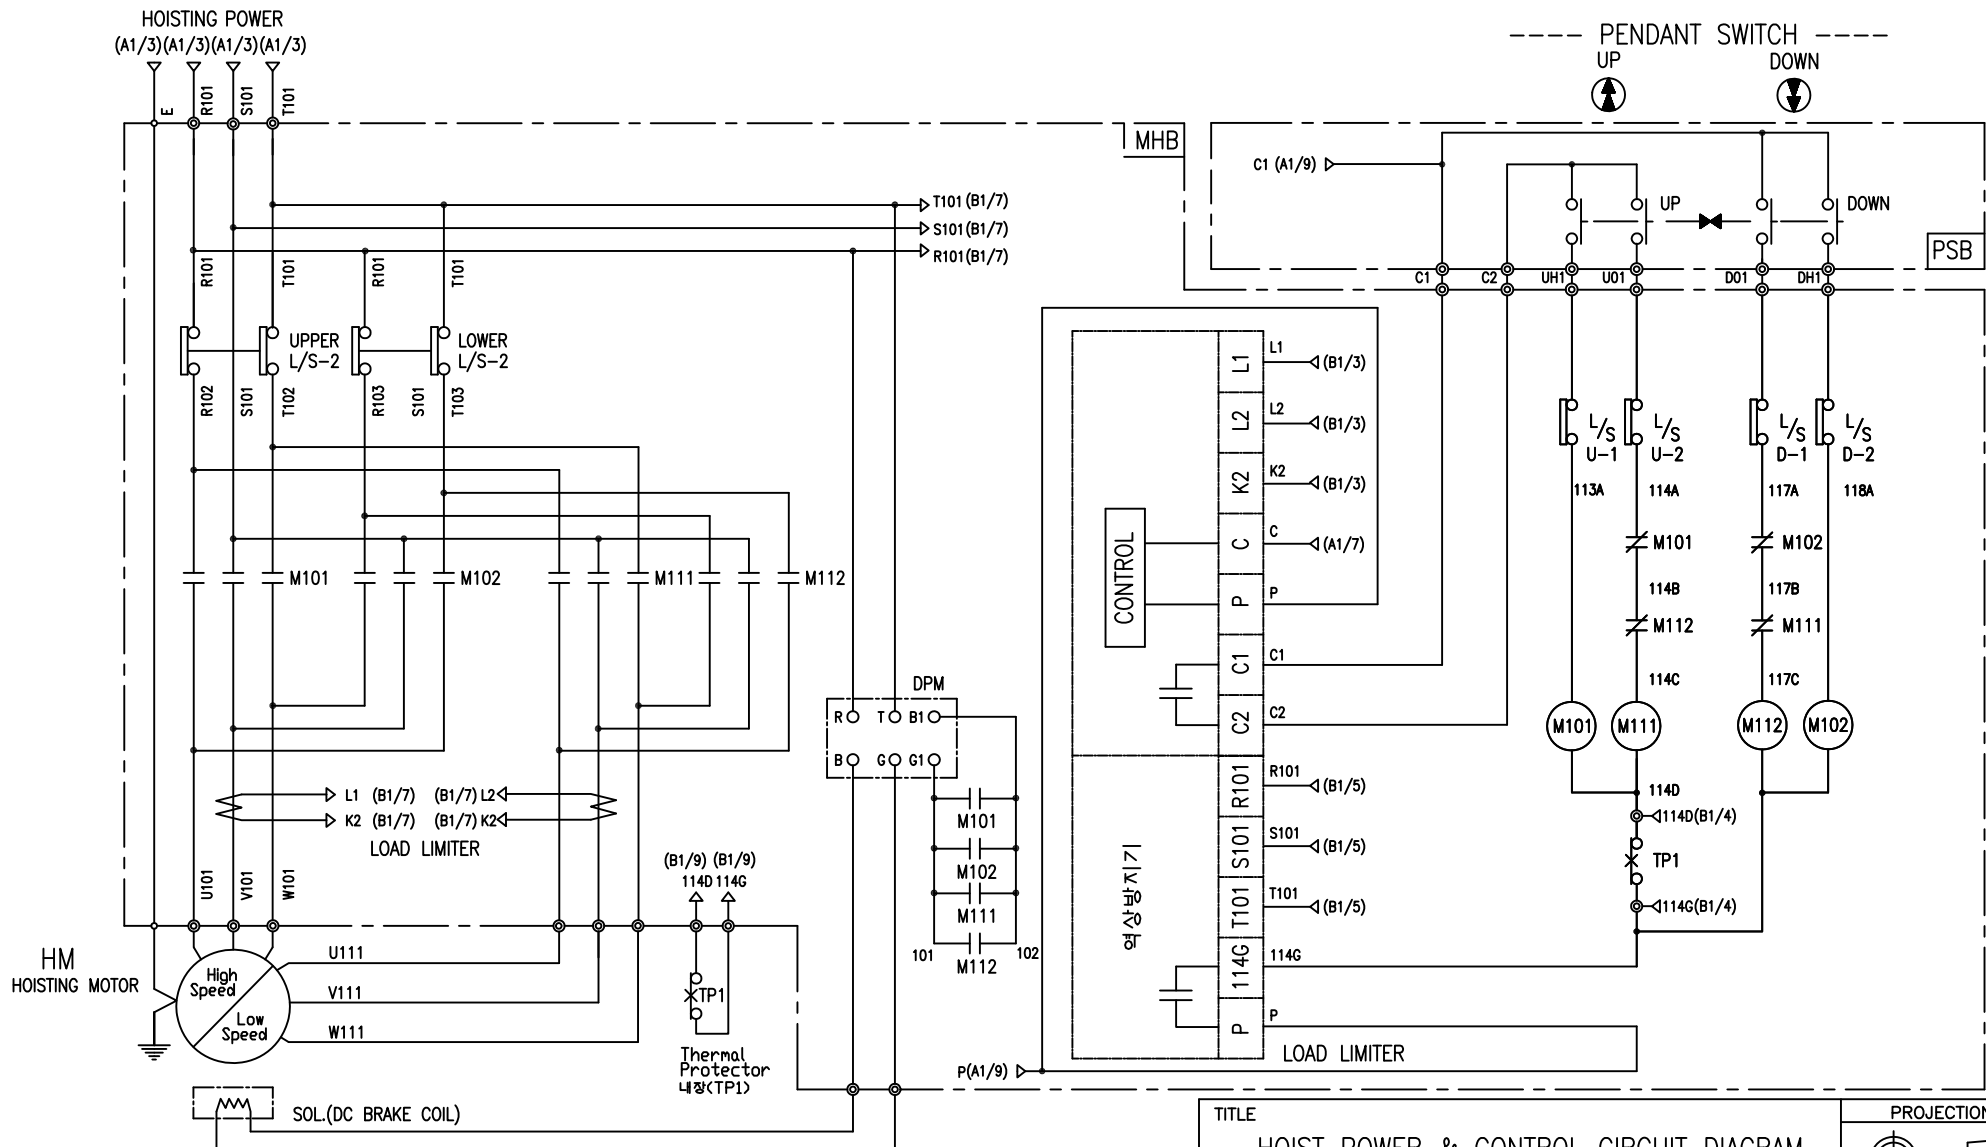 HOISTING POWER
(A1/3)(A1/3)(A1/3)(A1/3)
E
R101
S101
T101
MHB
T101(B1/7)
S101(B1/7)
R101(B1/7)
R101
T101
R101
T101
UPPER
L/S-2
LOWER
L/S-2
R102
S101
T102
R103
S101
T103
M101
M102
M111
M112
L1 (B1/7)
(B1/7) L2
K2 (B1/7)
(B1/7) K2
LOAD LIMITER
U101
V101
W101
HM
HOISTING MOTOR
High
Speed
Low
Speed
U111
V111
W111
(B1/9) (B1/9)
114D 114G
TP1
Thermal
Protector
내장(TP1)
SOL.(DC BRAKE COIL)
DPM
R T B1
B G G1
M101
M102
M111
M112
101
102
---- PENDANT SWITCH ----
UP
DOWN
C1 (A1/9)
UP
DOWN
PSB
C1 C2 UH1 U01 D01 DH1
CONTROL
L1 L1 (B1/3)
L2 L2 (B1/3)
K2 K2 (B1/3)
C C (A1/7)
P P
C1 C1
C2 C2
R101 R101 (B1/5)
S101 S101 (B1/5)
T101 T101 (B1/5)
114G 114G
P P
역상방지기
LOAD LIMITER
P(A1/9)
L/S
U-1
L/S
U-2
L/S
D-1
L/S
D-2
113A
114A
117A
118A
M101
M102
114B
117B
M112
M111
114C
117C
M101
M111
M112
M102
114D
114D(B1/4)
TP1
114G(B1/4)
TITLE
PROJECTION
HOIST POWER & CONTROL CIRCUIT DIAGRAM